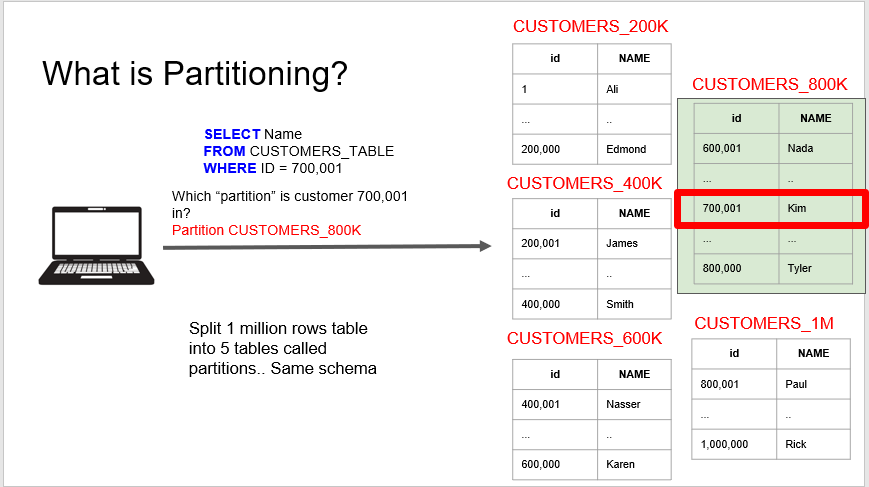 What is Partitioning?
SELECT Name
FROM CUSTOMERS_TABLE
WHERE ID = 700,001
Which “partition” is customer 700,001
in?
Partition CUSTOMERS_800K
Split 1 million rows table
into 5 tables called
partitions.. Same schema
CUSTOMERS_200K
id NAME
1 Ali
... ..
200,000 Edmond
CUSTOMERS_400K
id NAME
200,001 James
... ..
400,000 Smith
CUSTOMERS_600K
id NAME
400,001 Nasser
... ..
600,000 Karen
CUSTOMERS_800K
id NAME
600,001 Nada
... ..
700,001 Kim
... ...
800,000 Tyler
CUSTOMERS_1M
id NAME
800,001 Paul
... ..
1,000,000 Rick